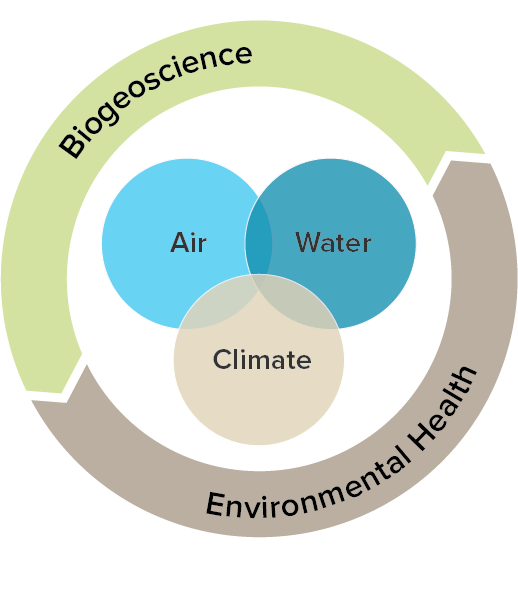 Biogeoscience
Air
Water
Climate
Environmental Health